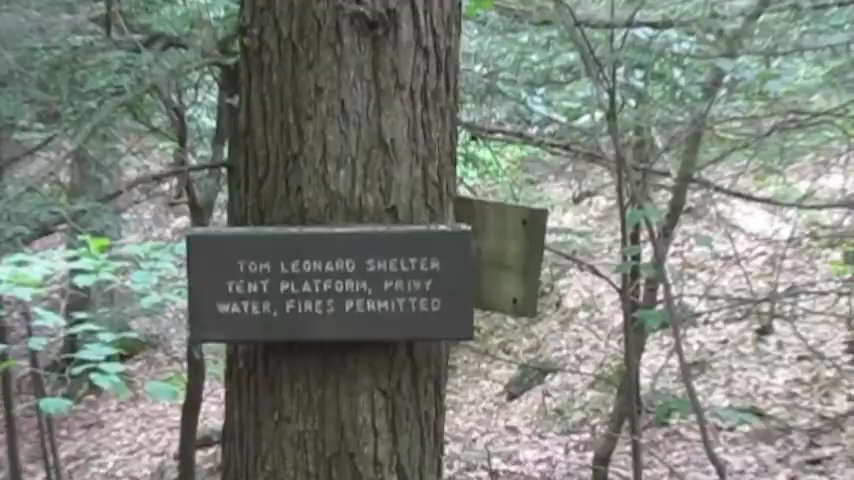 TOM LEONARD SHELTER
TENT PLATFORM, PRIVY
WATER, FIRES PERMITTED